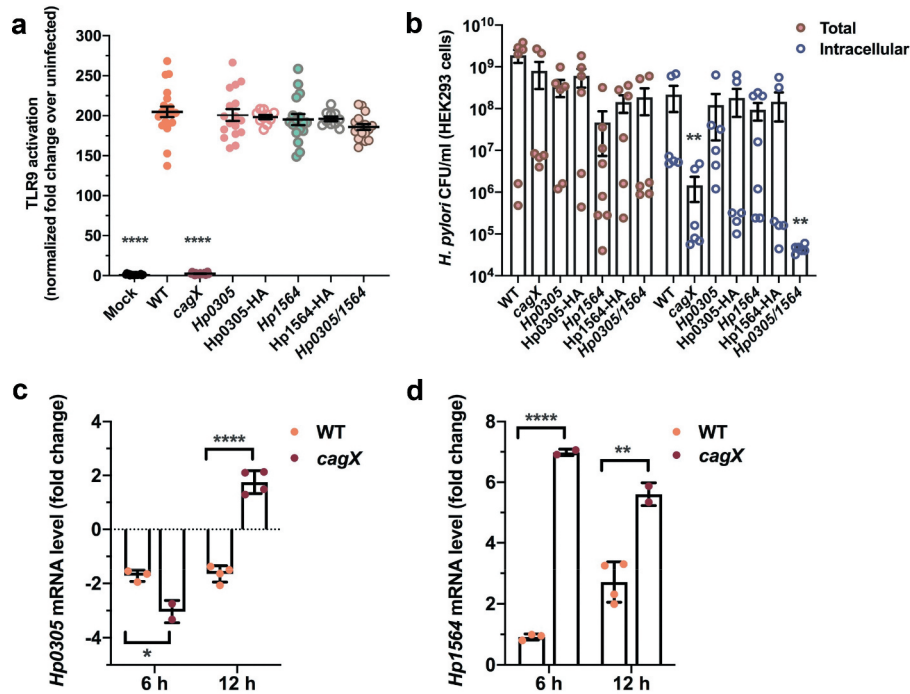 a
TLR9 activation
(normalized fold change over uninfected)
300
250
200
150
100
50
0
****
****
Mock
WT
cagX
Hp0305
Hp0305-HA
Hp1564
Hp1564-HA
Hp0305/1564
b
H. pylori CFU/ml (HEK293 cells)
10^10
10^9
10^8
10^7
10^6
10^5
10^4
Total
Intracellular
**
**
WT
cagX
Hp0305
Hp0305-HA
Hp1564
Hp1564-HA
Hp0305/1564
WT
cagX
Hp0305
Hp0305-HA
Hp1564
Hp1564-HA
Hp0305/1564
c
Hp0305 mRNA level (fold change)
4
2
0
-2
-4
WT
cagX
****
*
6 h
12 h
d
Hp1564 mRNA level (fold change)
8
6
4
2
0
WT
cagX
****
**
6 h
12 h